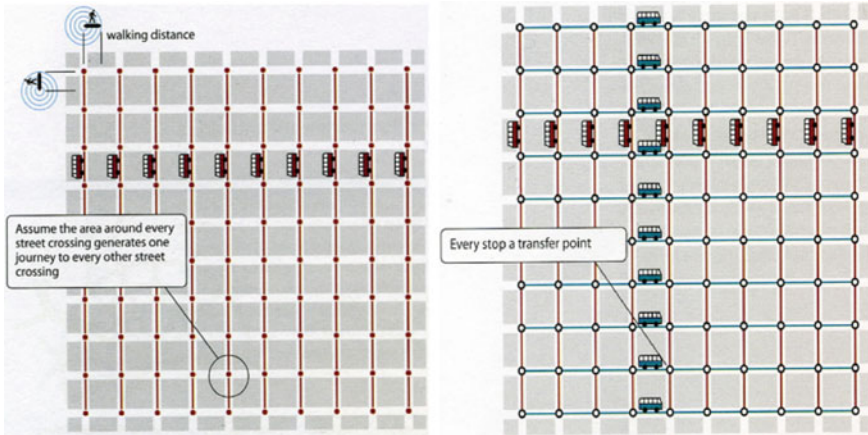 walking distance
Assume the area around every
street crossing generates one
journey to every other street
crossing
Every stop a transfer point